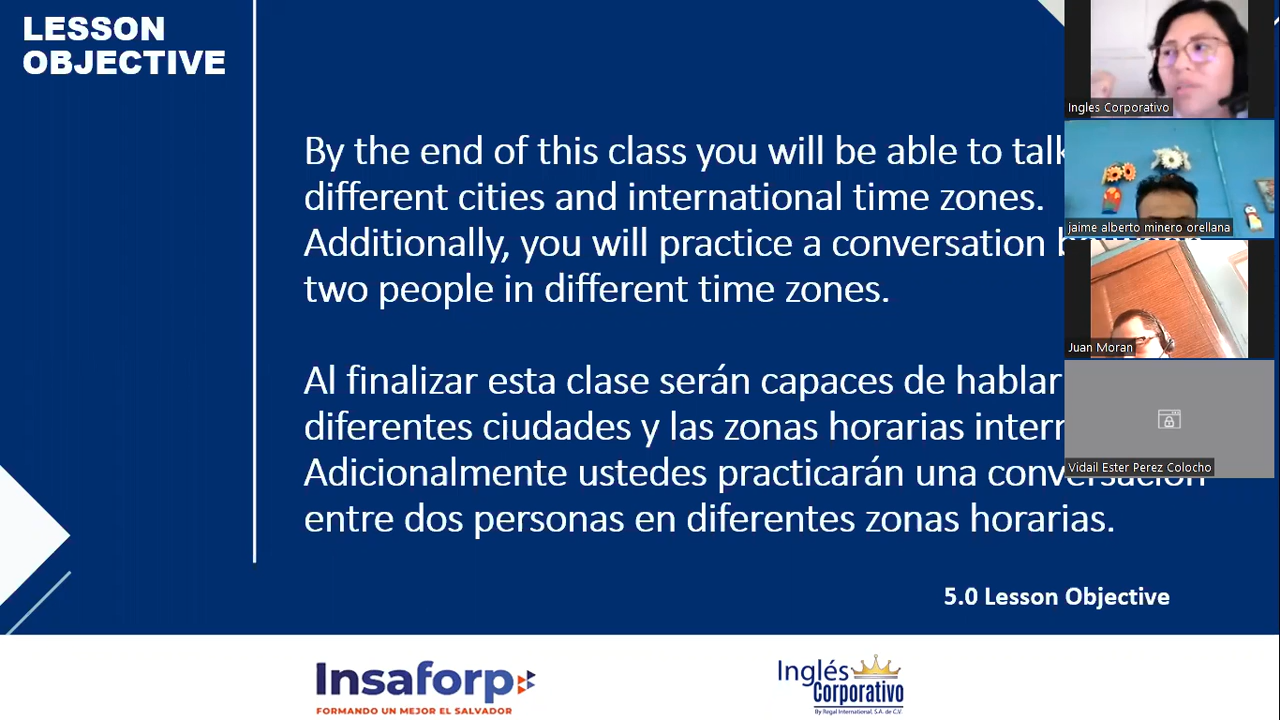 LESSON
OBJECTIVE
By the end of this class you will be able to talk
different cities and international time zones.
Additionally, you will practice a conversation
two people in different time zones.
Al finalizar esta clase serán capaces de hablar
diferentes ciudades y las zonas horarias
Adicionalmente ustedes practicarán una conversación
entre dos personas en diferentes zonas horarias.
5.0 Lesson Objective
Insaforp
FORMANDO UN MEJOR EL SALVADOR
Inglés
Corporativo
By Regal International, S.A. de C.V.
Ingles Corporativo
jaime alberto minero orellana
Juan Moran
Vidail Ester Perez Colocho